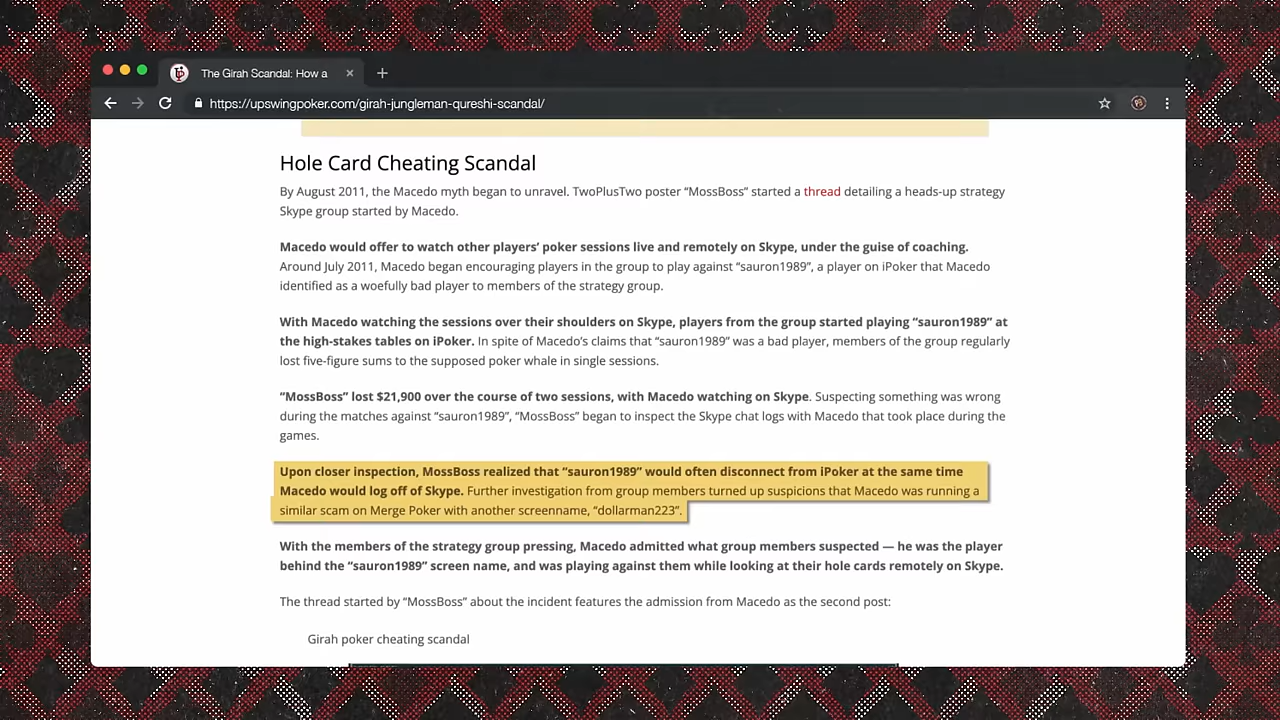 The Girah Scandal: How a
https://upswingpoker.com/girah-jungleman-qureshi-scandal/
Hole Card Cheating Scandal
By August 2011, the Macedo myth began to unravel. TwoPlusTwo poster “MossBoss” started a thread detailing a heads-up strategy
Skype group started by Macedo.
Macedo would offer to watch other players’ poker sessions live and remotely on Skype, under the guise of coaching.
Around July 2011, Macedo began encouraging players in the group to play against “sauron1989”, a player on iPoker that Macedo
identified as a woefully bad player to members of the strategy group.
With Macedo watching the sessions over their shoulders on Skype, players from the group started playing “sauron1989” at
the high-stakes tables on iPoker. In spite of Macedo’s claims that “sauron1989” was a bad player, members of the group regularly
lost five-figure sums to the supposed poker whale in single sessions.
“MossBoss” lost $21,900 over the course of two sessions, with Macedo watching on Skype. Suspecting something was wrong
during the matches against “sauron1989”, “MossBoss” began to inspect the Skype chat logs with Macedo that took place during the
games.
Upon closer inspection, MossBoss realized that “sauron1989” would often disconnect from iPoker at the same time
Macedo would log off of Skype. Further investigation from group members turned up suspicions that Macedo was running a
similar scam on Merge Poker with another screenname, “dollarman223”.
With the members of the strategy group pressing, Macedo admitted what group members suspected — he was the player
behind the “sauron1989” screen name, and was playing against them while looking at their hole cards remotely on Skype.
The thread started by “MossBoss” about the incident features the admission from Macedo as the second post:
Girah poker cheating scandal